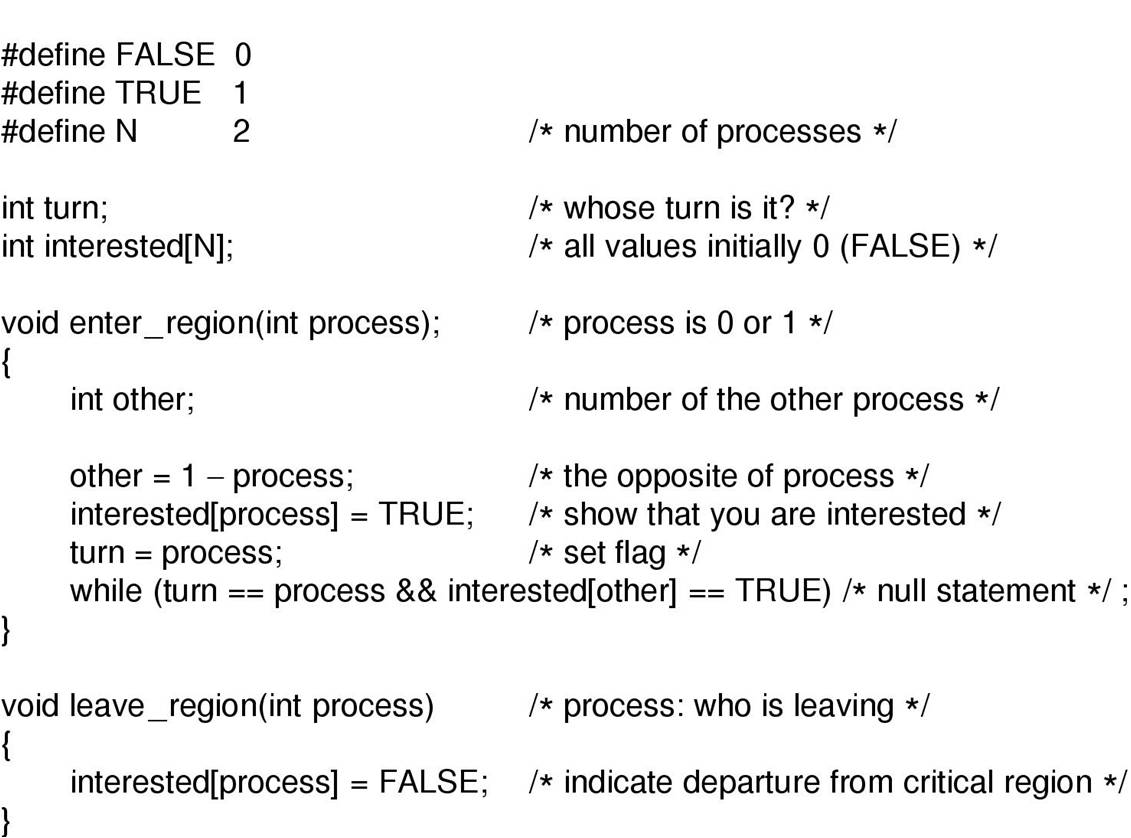 #define FALSE 0
#define TRUE 1
#define N 2 /* number of processes */
int turn; /* whose turn is it? */
int interested[N]; /* all values initially 0 (FALSE) */
void enter_region(int process); /* process is 0 or 1 */
{
int other; /* number of the other process */
other = 1 – process; /* the opposite of process */
interested[process] = TRUE; /* show that you are interested */
turn = process; /* set flag */
while (turn == process && interested[other] == TRUE) /* null statement */ ;
}
void leave_region(int process) /* process: who is leaving */
{
interested[process] = FALSE; /* indicate departure from critical region */
}